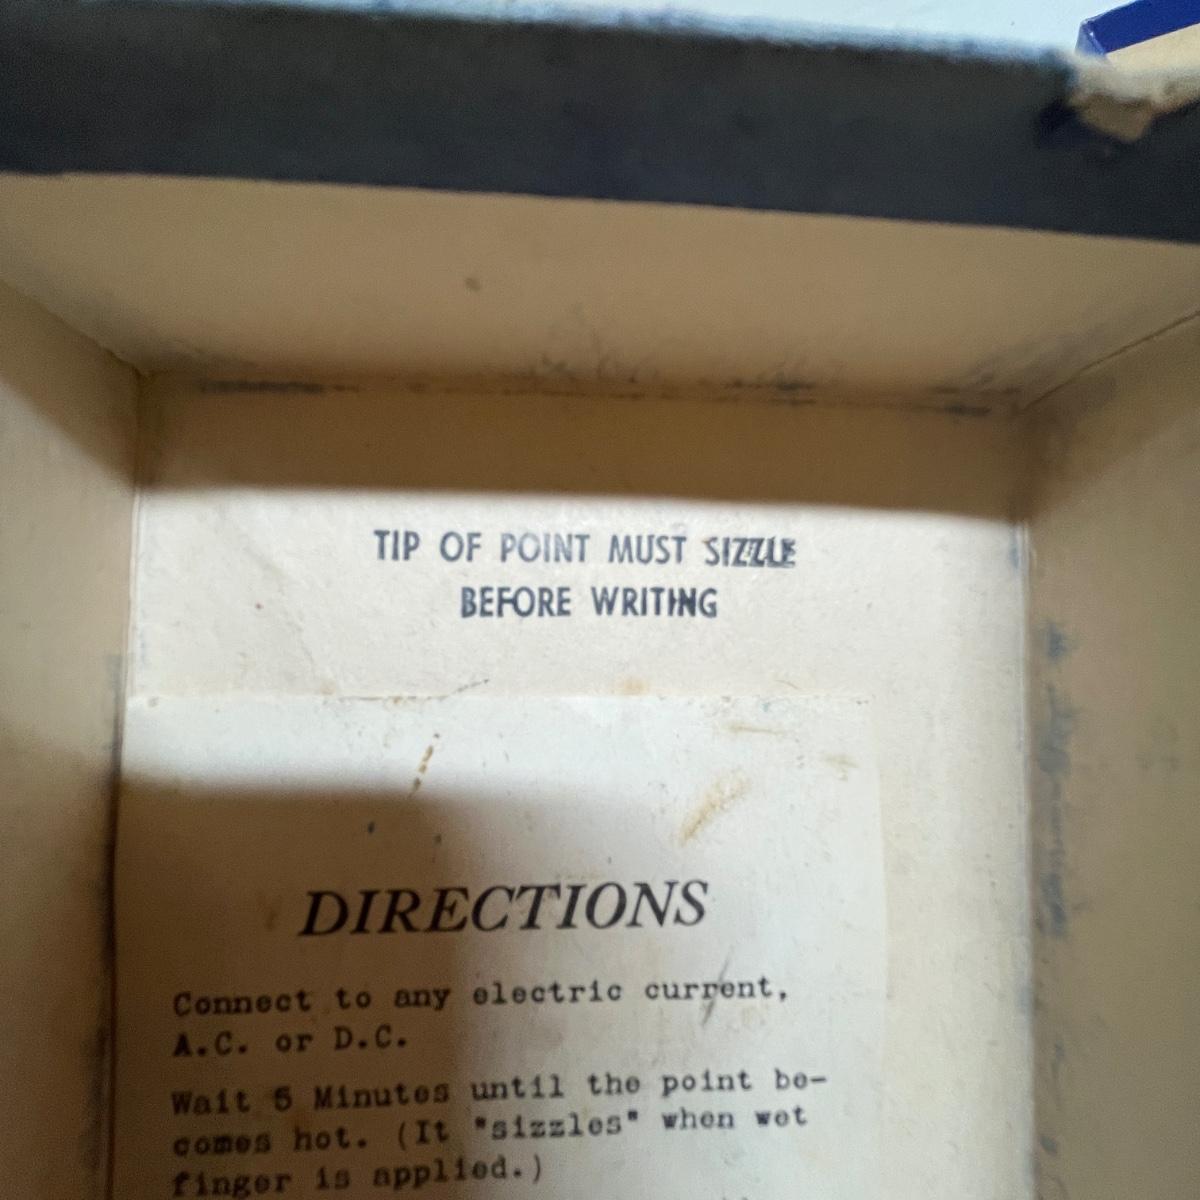 TIP OF POINT MUST SIZZLE
BEFORE WRITING
DIRECTIONS
Connect to any electric current,
A.C. or D.C.
Wait 5 Minutes until the point be-
comes hot. (It "sizzles" when wet
finger is applied.)